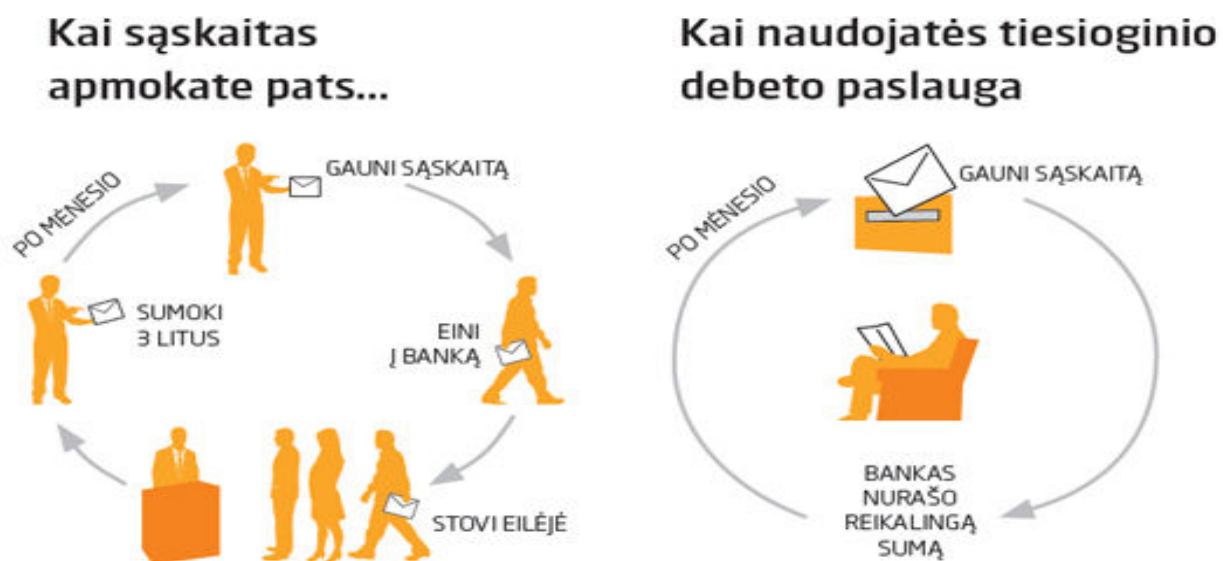 Kai sąskaitas
apmokate pats...
PO MĖNESIO
GAUNI SĄSKAITĄ
EINI
Į BANKĄ
STOVI EILĖJĖ
SUMOKI
3 LITUS
Kai naudojatės tiesioginio
debeto paslauga
PO MĖNESIO
GAUNI SĄSKAITĄ
BANKAS
NURAŠO
REIKALINGĄ
SUMĄ